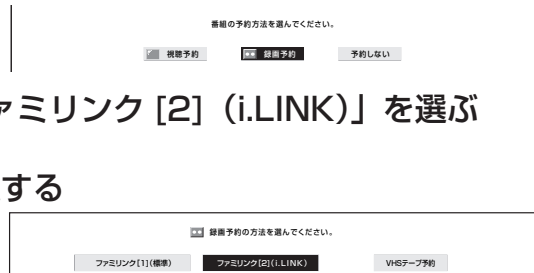 番組の予約方法を選んでください。
視聴予約 録画予約 予約しない
ァミリンク [2]（i.LINK）」を選ぶ
する
録画予約の方法を選んでください。
ファミリンク[1](標準) ファミリンク[2](i.LINK) VHSテープ予約